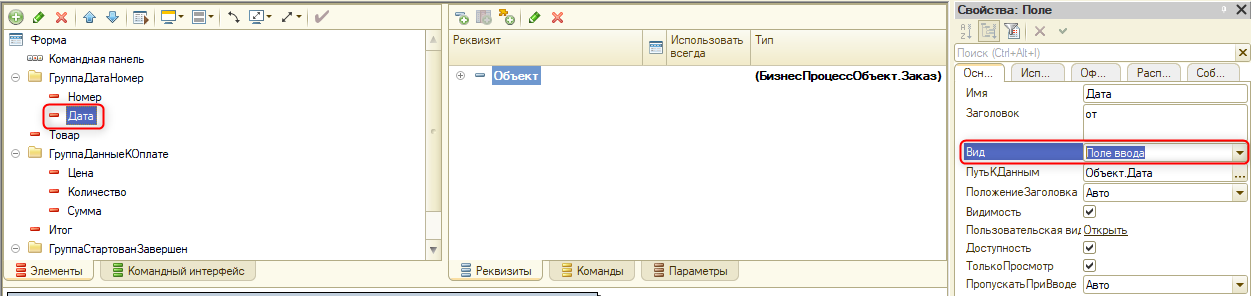 Форма
Командная панель
ГруппаДатаНомер
Номер
Дата
Товар
ГруппаДанныеКОплате
Цена
Количество
Сумма
Итог
ГруппаСтартованЗавершен
Элементы
Командный интерфейс
Реквизит
Использовать всегда
Тип
Объект
(БизнесПроцессОбъект.Заказ)
Реквизиты
Команды
Параметры
Свойства: Поле
Поиск (Ctrl+Alt+I)
Осн... Исп... Оф... Расп... Соб...
Имя Дата
Заголовок от
Вид Поле ввода
ПутьКДанным Объект.Дата
ПоложениеЗаголовка Авто
Видимость
Пользовательская вид Открыть
Доступность
ТолькоПросмотр
ПропускатьПриВводе Авто